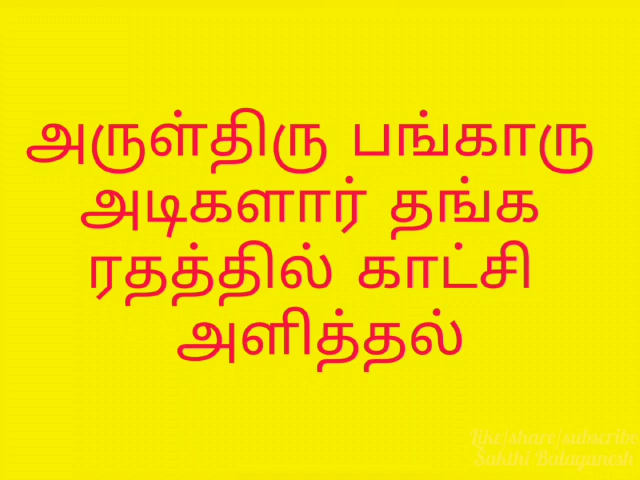 அருள்திரு பங்காரு
அடிகளார் தங்க
ரதத்தில் காட்சி
அளித்தல்
Like/share/subscribe
Sakthi Balaganesh